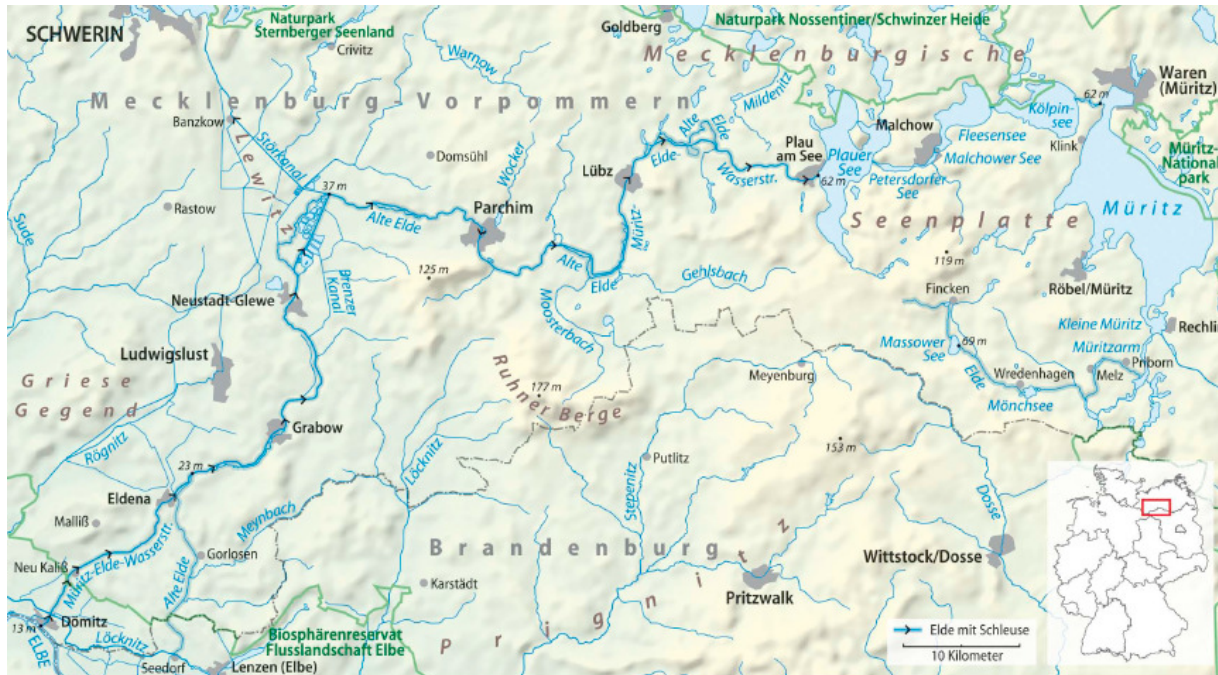 SCHWERIN
Naturpark
Sternberger Seenland
Crivitz
Goldberg
Naturpark Nossentiner/Schwinzer Heide
Mecklenburgische
Warnow
Mildenitz
Waren
(Müritz)
62 m
Kölpin-
see
Mecklenburg-Vorpommern
Banzkow
Lewitz
Störkanal
Domsühl
Wocker
Alte
Elde
Elde-
Wasserstr.
Müritz-
Lübz
Plau
am See
62 m
Plauer
See
Malchow
Fleesensee
Malchower See
Petersdorfer
See
Klink
Müritz-
National-
park
Müritz
Seenplatte
Sude
Rastow
37 m
Alte Elde
Parchim
125 m
Alte
Elde
Gehlsbach
Moosterbach
119 m
Fincken
Röbel/Müritz
Rechlin
Kleine Müritz
Müritzarm
Priborn
Neustadt-Glewe
Brenzer
Kanal
Ludwigslust
Griese
Gegend
Ruhner Berge
177 m
Meyenburg
Massower
See
69 m
Elde
Wredenhagen
Melz
Mönchsee
Grabow
Rögnitz
23 m
Löcknitz
Putlitz
153 m
Stepenitz
Dosse
Eldena
Malliß
Meynbach
Gorlosen
Neu Kaliß
Müritz-Elde-Wasserstr.
Alte Elde
Brandenburg
Prignitz
Karstädt
Pritzwalk
Wittstock/Dosse
13 m
Dömitz
ELBE
Löcknitz
Seedorf
Biosphärenreservat
Flusslandschaft Elbe
Lenzen (Elbe)
Elde mit Schleuse
10 Kilometer